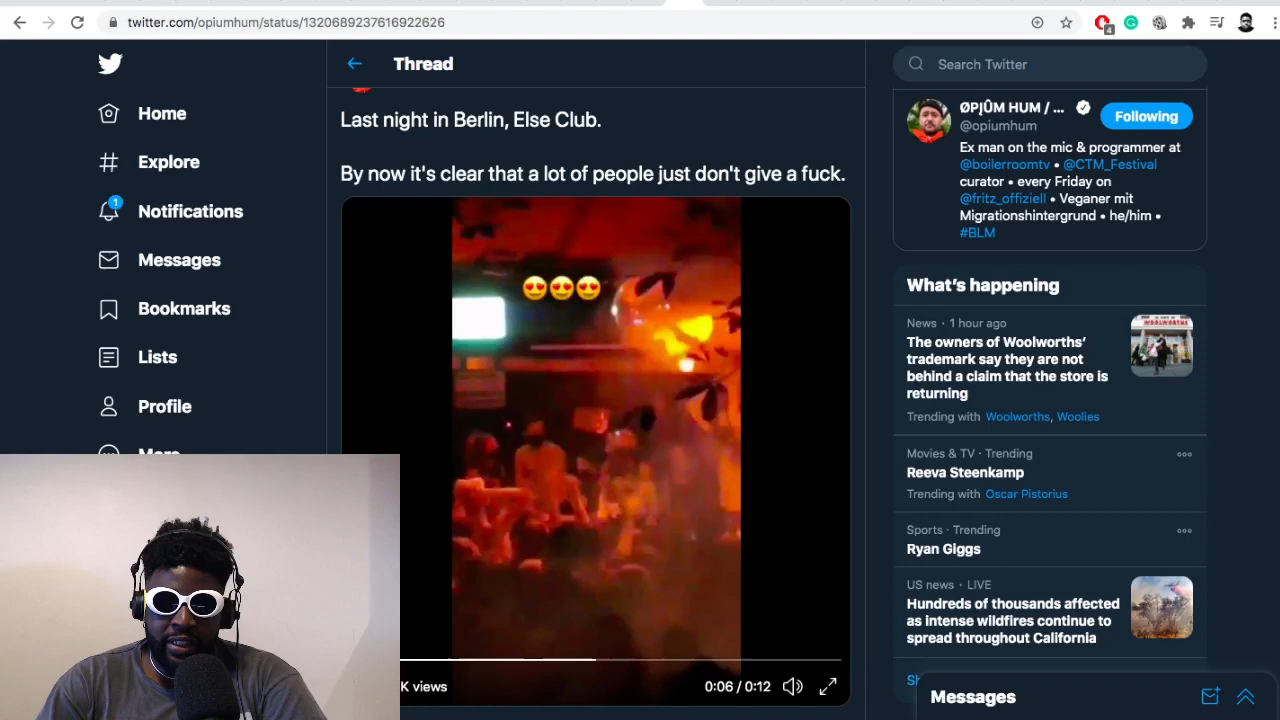 twitter.com/opiumhum/status/1320689237616922626
4
Home
Explore
1
Notifications
Messages
Bookmarks
Lists
Profile
Thread
Last night in Berlin, Else Club.
By now it's clear that a lot of people just don't give a fuck.
😍😍😍
K views
0:06 / 0:12
Search Twitter
ØP¡ÛM HUM / ...
Following
@opiumhum
Ex man on the mic & programmer at
@boilerroomtv • @CTM_Festival
curator • every Friday on
@fritz_offiziell • Veganer mit
Migrationshintergrund • he/him •
#BLM
What's happening
News · 1 hour ago
The owners of Woolworths'
trademark say they are not
behind a claim that the store is
returning
Trending with Woolworths, Woolies
WOOLWORTHS
Movies & TV · Trending
Reeva Steenkamp
Trending with Oscar Pistorius
Sports · Trending
Ryan Giggs
US news · LIVE
Hundreds of thousands affected
as intense wildfires continue to
spread throughout California
Messages